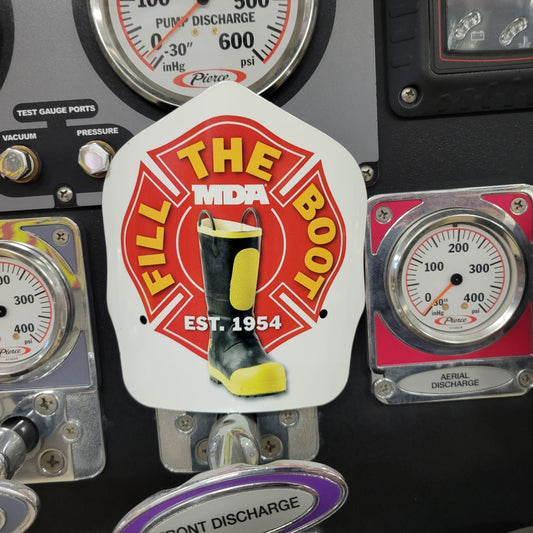 300
500
PUMP DISCHARGE
0
-30"
600
inHg
psi
Pierce
TEST GAUGE PORTS
VACUUM
PRESSURE
FILL THE BOOT
MDA
EST. 1954
300
400
psi
Pierce
100
200
300
0
-30"
400
inHg
psi
Pierce
AERIAL
DISCHARGE
FRONT DISCHARGE